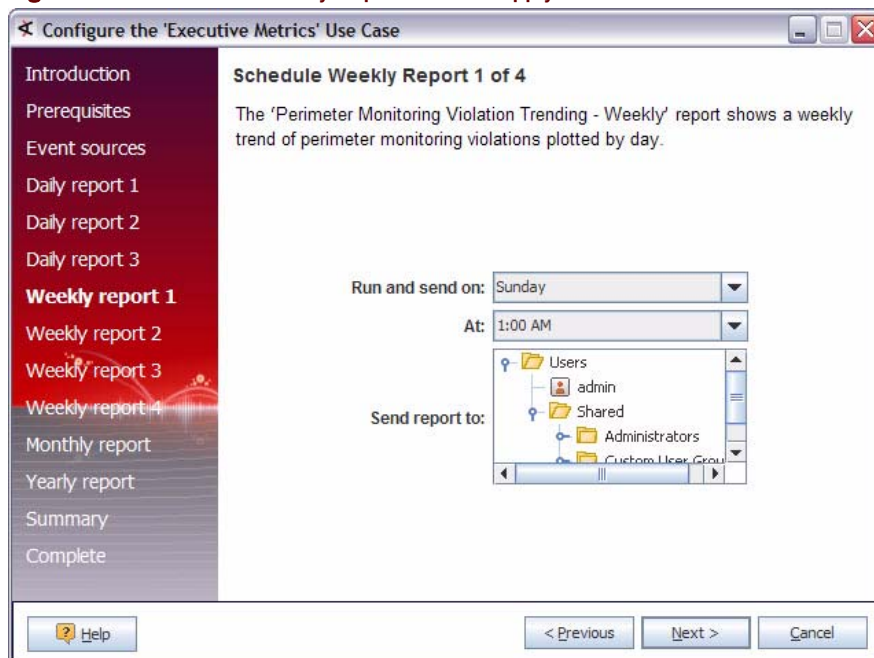 Configure the 'Executive Metrics' Use Case
Introduction
Prerequisites
Event sources
Daily report 1
Daily report 2
Daily report 3
Weekly report 1
Weekly report 2
Weekly report 3
Weekly report 4
Monthly report
Yearly report
Summary
Complete
Schedule Weekly Report 1 of 4
The 'Perimeter Monitoring Violation Trending - Weekly' report shows a weekly
trend of perimeter monitoring violations plotted by day.
Run and send on: Sunday
At: 1:00 AM
Send report to:
Users
admin
Shared
Administrators
Custom User Grou
Help
< Previous
Next >
Cancel